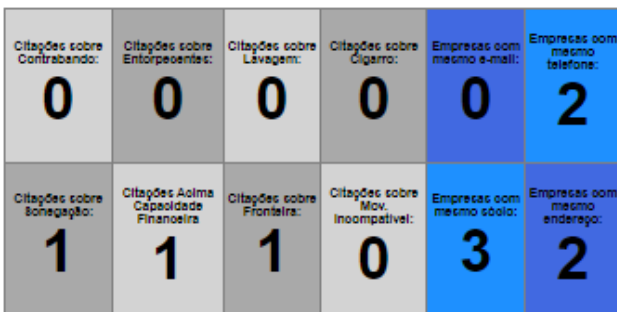 Citações sobre
Contrabando:
0
Citações sobre
Entorpecentes:
0
Citações sobre
Lavagem:
0
Citações sobre
Cigarro:
0
Empresas com
mesmo e-mail:
0
Empresas com
mesmo
telefone:
2
Citações sobre
Sonegação:
1
Citações Acima
Capacidade
Financeira
1
Citações sobre
Fronteira:
1
Citações sobre
Mov.
Incompatível:
0
Empresas com
mesmo sócio:
3
Empresas com
mesmo
endereço:
2